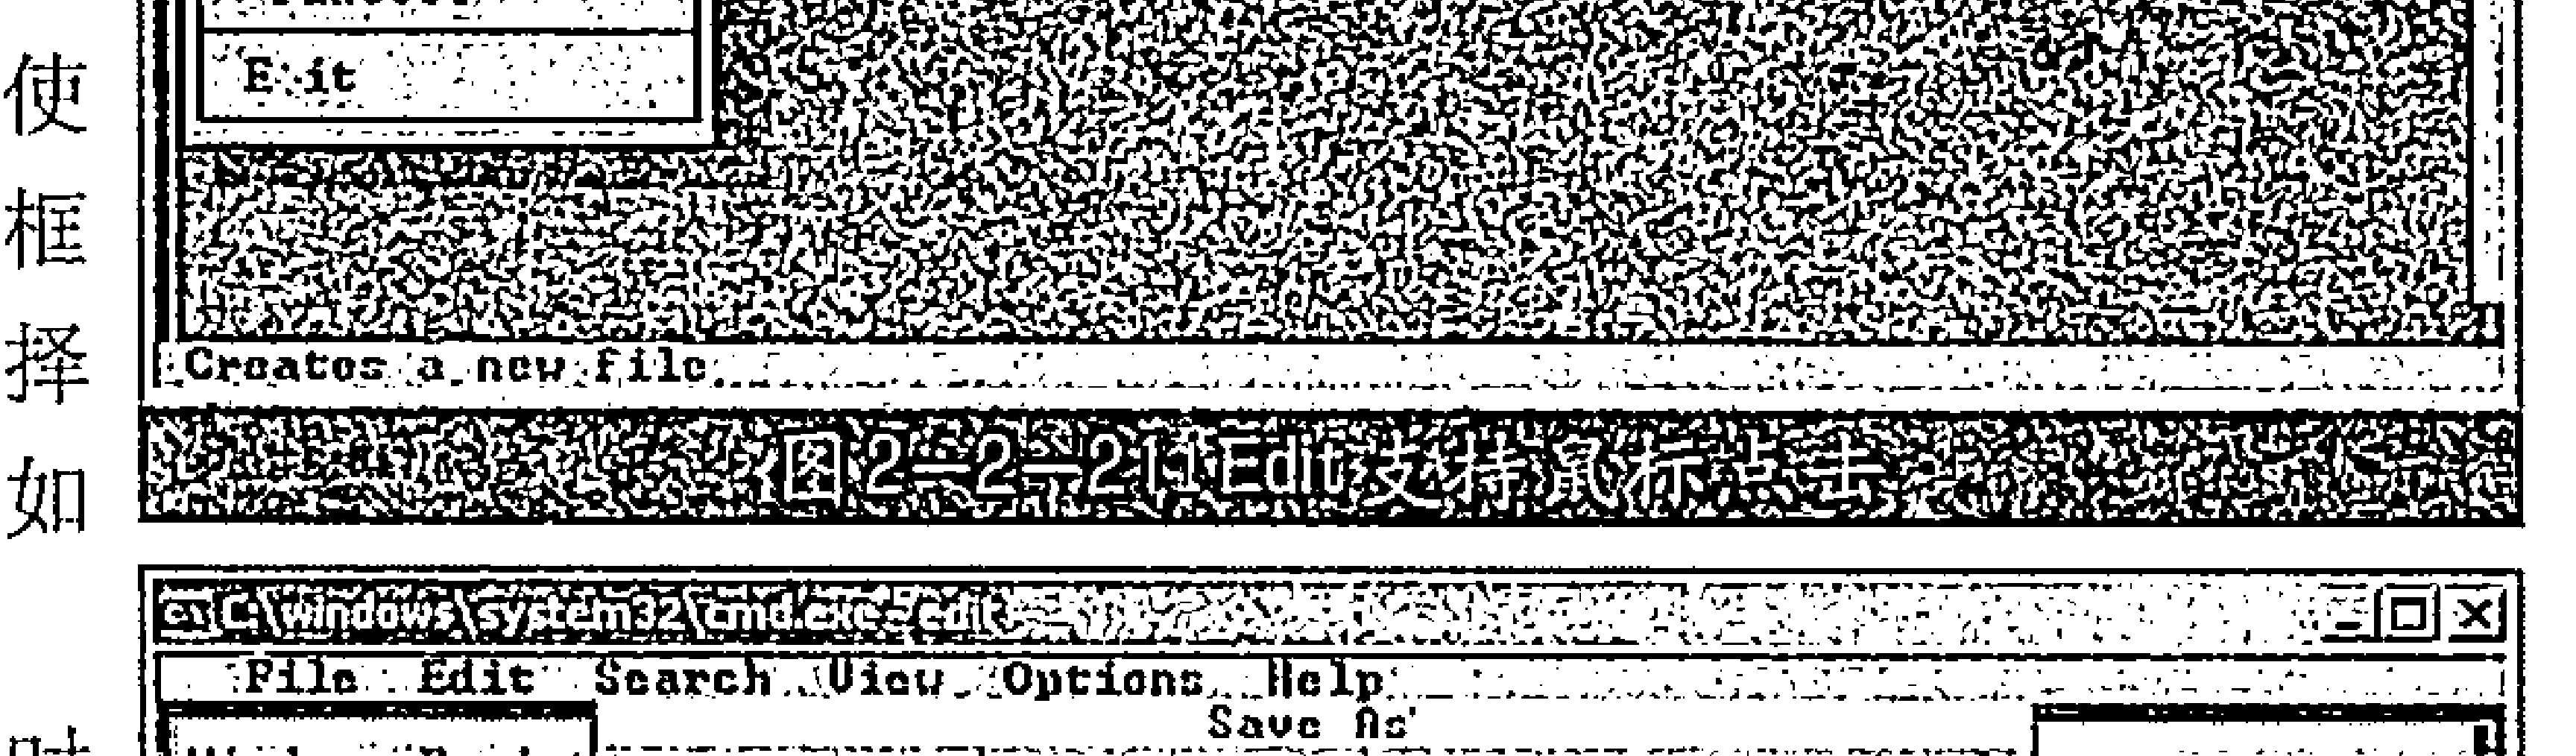 使
框
择
如
Exit
Creates a new file
图2-2-21 Edit支持鼠标点击
C:\windows\system32\cmd.exe - edit
File Edit Search View Options Help
Save As